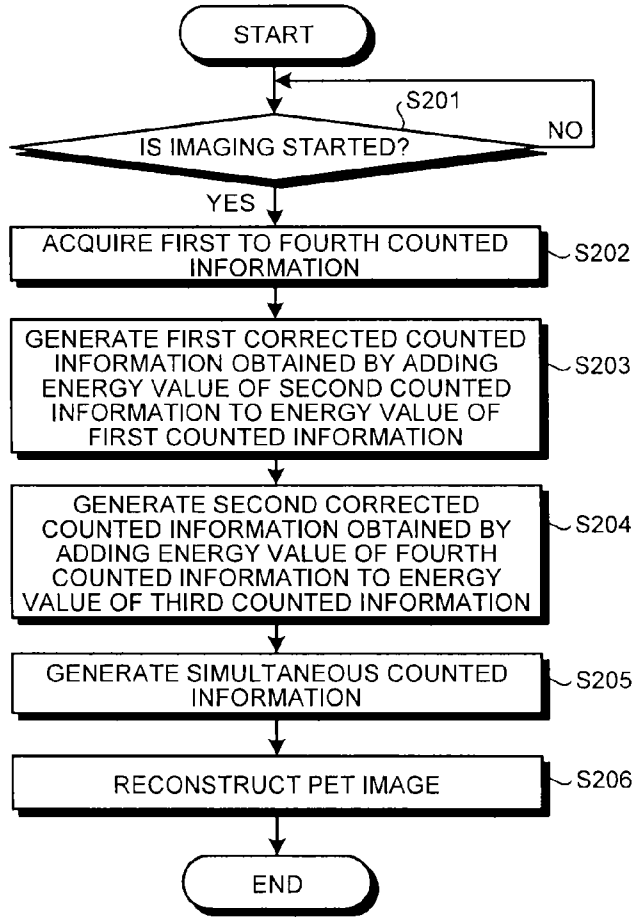 START
S201
IS IMAGING STARTED?
NO
YES
ACQUIRE FIRST TO FOURTH COUNTED
INFORMATION
S202
GENERATE FIRST CORRECTED COUNTED
INFORMATION OBTAINED BY ADDING
ENERGY VALUE OF SECOND COUNTED
INFORMATION TO ENERGY VALUE OF
FIRST COUNTED INFORMATION
S203
GENERATE SECOND CORRECTED
COUNTED INFORMATION OBTAINED BY
ADDING ENERGY VALUE OF FOURTH
COUNTED INFORMATION TO ENERGY
VALUE OF THIRD COUNTED INFORMATION
S204
GENERATE SIMULTANEOUS COUNTED
INFORMATION
S205
RECONSTRUCT PET IMAGE
S206
END